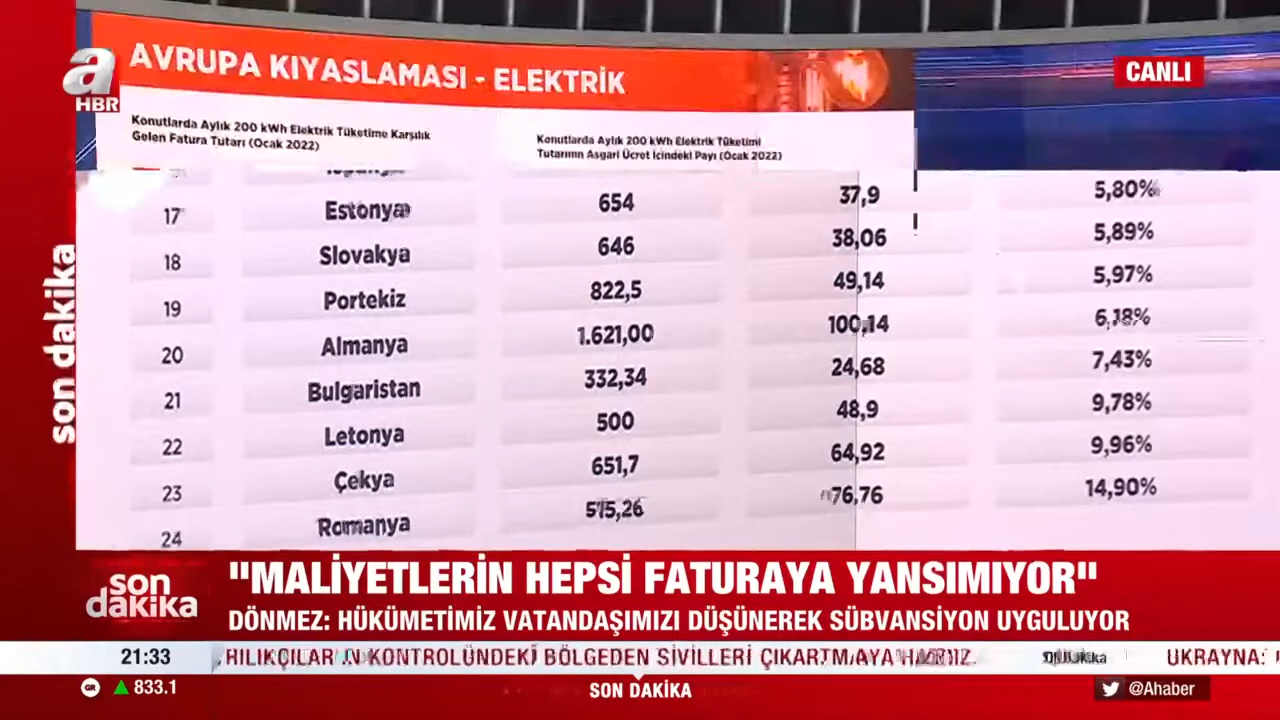 a
HBR
AVRUPA KIYASLAMASI - ELEKTRİK
CANLI
Konutlarda Aylık 200 kWh Elektrik Tüketime Karşılık
Gelen Fatura Tutarı (Ocak 2022)
Konutlarda Aylık 200 kWh Elektrik Tüketimi
Tutarının Asgari Ücret İçindeki Payı (Ocak 2022)
17 Estonya 654 37,9 5,80%
18 Slovakya 646 38,06 5,89%
19 Portekiz 822,5 49,14 5,97%
20 Almanya 1.621,00 100,14 6,18%
21 Bulgaristan 332,34 24,68 7,43%
22 Letonya 500 48,9 9,78%
23 Çekya 651,7 64,92 9,96%
24 Romanya 515,26 76,76 14,90%
son dakika
son
dakika
"MALİYETLERİN HEPSİ FATURAYA YANSIMIYOR"
DÖNMEZ: HÜKÜMETİMİZ VATANDAŞIMIZI DÜŞÜNEREK SÜBVANSİYON UYGULUYOR
21:33
KONTROLÜNDEKİ BÖLGEDEN SİVİLLERİ ÇIKARTMAYA
UKRAYNA:
GR 833.1
SON DAKİKA
@Ahaber